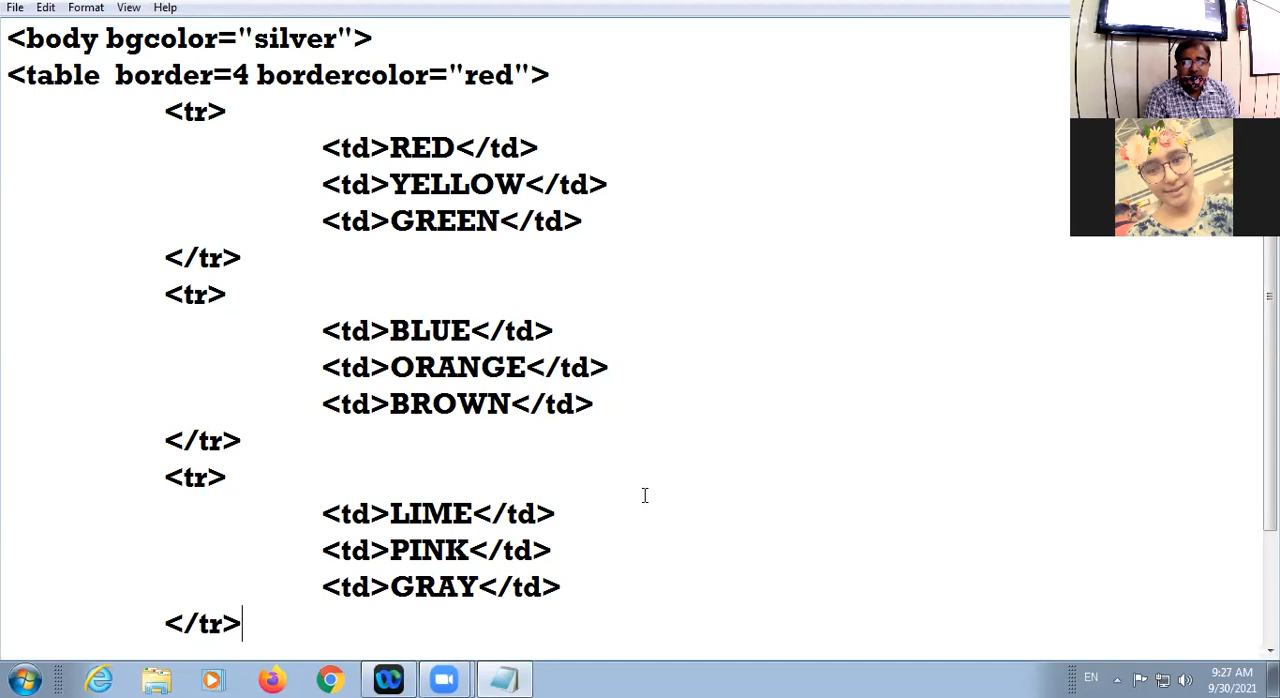 File Edit Format View Help
<body bgcolor="silver">
<table  border=4 bordercolor="red">
<tr>
<td>RED</td>
<td>YELLOW</td>
<td>GREEN</td>
</tr>
<tr>
<td>BLUE</td>
<td>ORANGE</td>
<td>BROWN</td>
</tr>
<tr>
<td>LIME</td>
<td>PINK</td>
<td>GRAY</td>
</tr>
EN
9:27 AM
9/30/2021